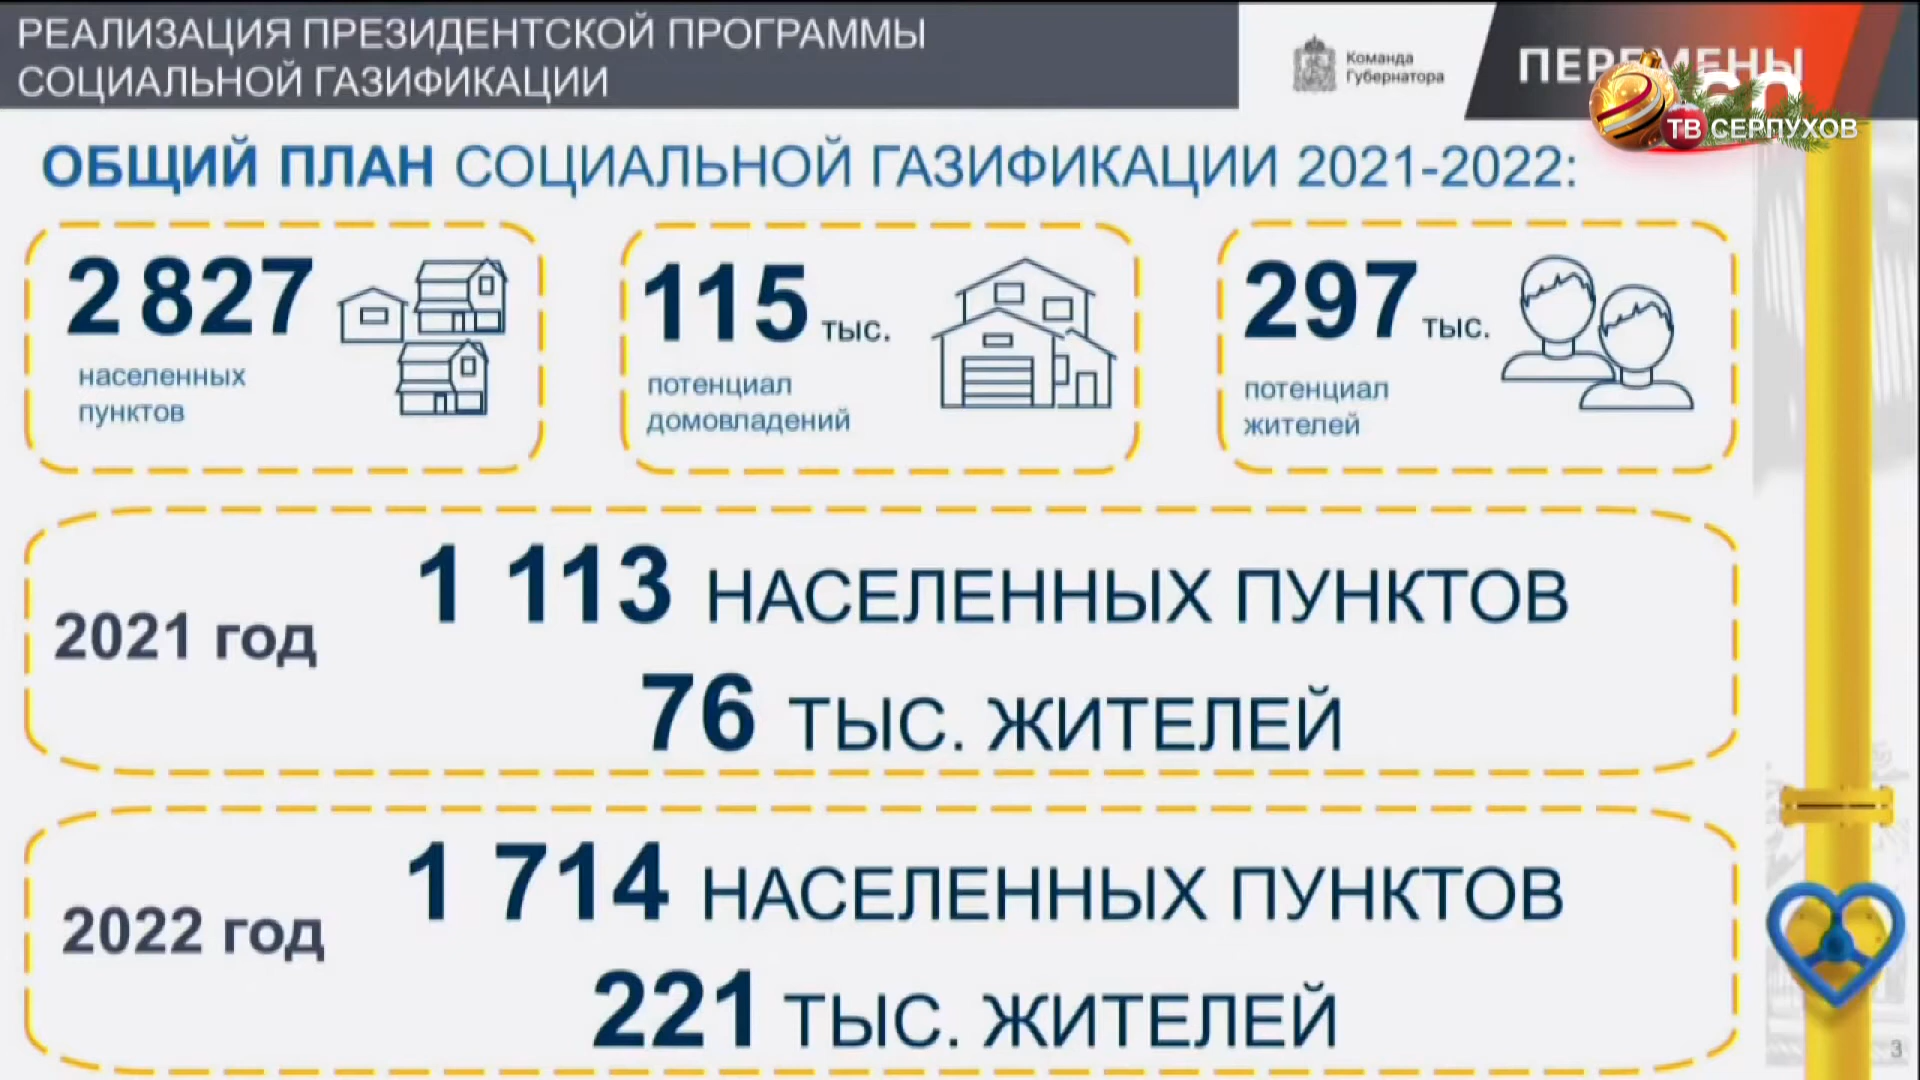 РЕАЛИЗАЦИЯ ПРЕЗИДЕНТСКОЙ ПРОГРАММЫ
СОЦИАЛЬНОЙ ГАЗИФИКАЦИИ
Команда
Губернатора
ПЕРЕМЕНЫ
ТВ СЕРПУХОВ
ОБЩИЙ ПЛАН СОЦИАЛЬНОЙ ГАЗИФИКАЦИИ 2021-2022:
2 827
населенных
пунктов
115 тыс.
потенциал
домовладений
297 тыс.
потенциал
жителей
2021 год
1 113 НАСЕЛЕННЫХ ПУНКТОВ
76 ТЫС. ЖИТЕЛЕЙ
2022 год
1 714 НАСЕЛЕННЫХ ПУНКТОВ
221 ТЫС. ЖИТЕЛЕЙ
3